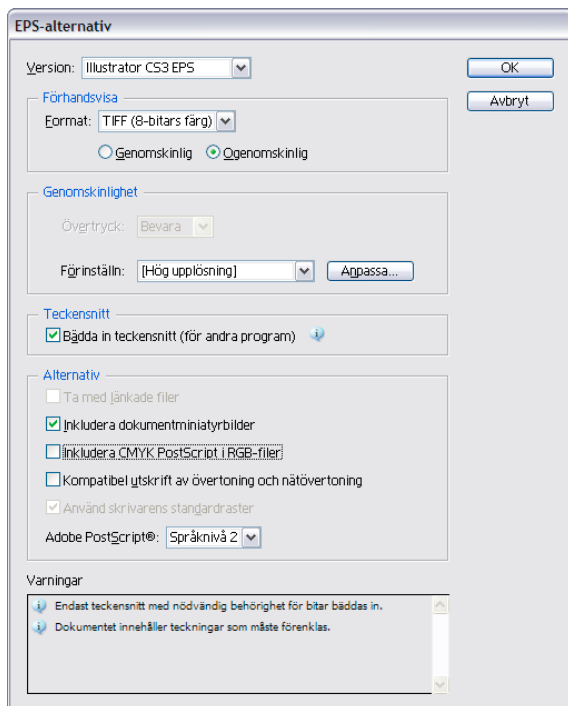 EPS-alternativ
Version: Illustrator CS3 EPS
OK
Avbryt
Förhandsvisa
Format: TIFF (8-bitars färg)
Genomskinlig Ogenomskinlig
Genomskinlighet
Övertryck: Bevara
Förinställn: [Hög upplösning] Anpassa...
Teckensnitt
Bädda in teckensnitt (för andra program)
Alternativ
Ta med länkade filer
Inkludera dokumentminiatyrbilder
Inkludera CMYK PostScript i RGB-filer
Kompatibel utskrift av övertoning och nätövertoning
Använd skrivarens standardraster
Adobe PostScript®: Språknivå 2
Varningar
Endast teckensnitt med nödvändig behörighet för bitar bäddas in.
Dokumentet innehåller teckningar som måste förenklas.